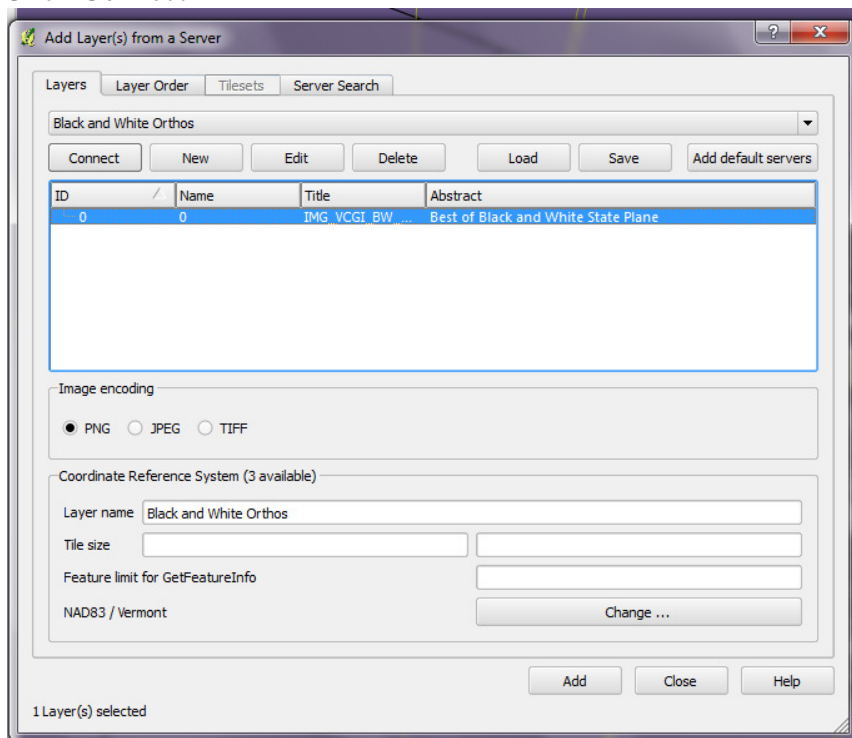 Add Layer(s) from a Server
? X
Layers Layer Order Tilesets Server Search
Black and White Orthos
Connect New Edit Delete Load Save Add default servers
ID Name Title Abstract
0 0 IMG_VCGI_BW_... Best of Black and White State Plane
Image encoding
PNG JPEG TIFF
Coordinate Reference System (3 available)
Layer name Black and White Orthos
Tile size
Feature limit for GetFeatureInfo
NAD83 / Vermont Change ...
Add Close Help
1 Layer(s) selected